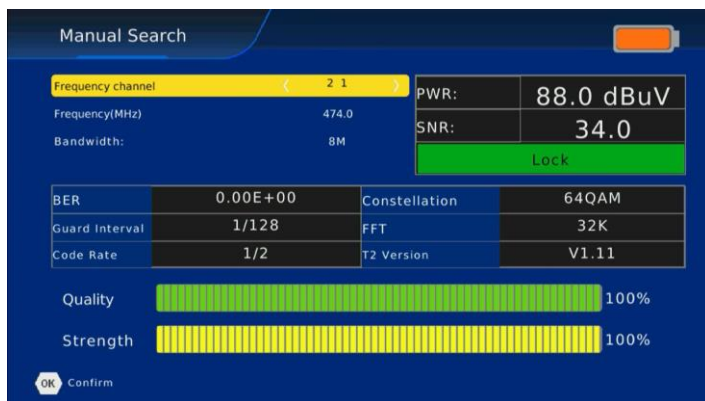 Manual Search
Frequency channel 2 1
Frequency(MHz) 474.0
Bandwidth: 8M
PWR: 88.0 dBuV
SNR: 34.0
Lock
BER 0.00E+00 Constellation 64QAM
Guard Interval 1/128 FFT 32K
Code Rate 1/2 T2 Version V1.11
Quality 100%
Strength 100%
OK Confirm